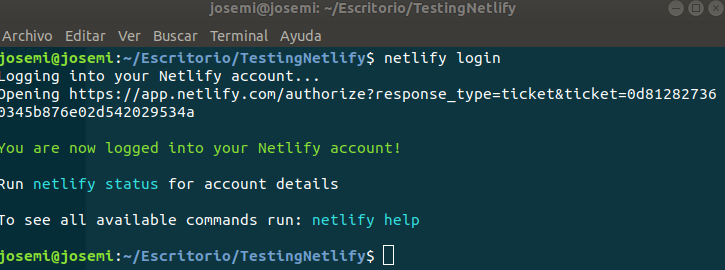 josemi@josemi:~/Escritorio/TestingNetlify
Archivo Editar Ver Buscar Terminal Ayuda
josemi@josemi:~/Escritorio/TestingNetlify$ netlify login
Logging into your Netlify account...
Opening https://app.netlify.com/authorize?response_type=ticket&ticket=0d81282736
0345b876e02d542029534a
You are now logged into your Netlify account!
Run netlify status for account details
To see all available commands run: netlify help
josemi@josemi:~/Escritorio/TestingNetlify$